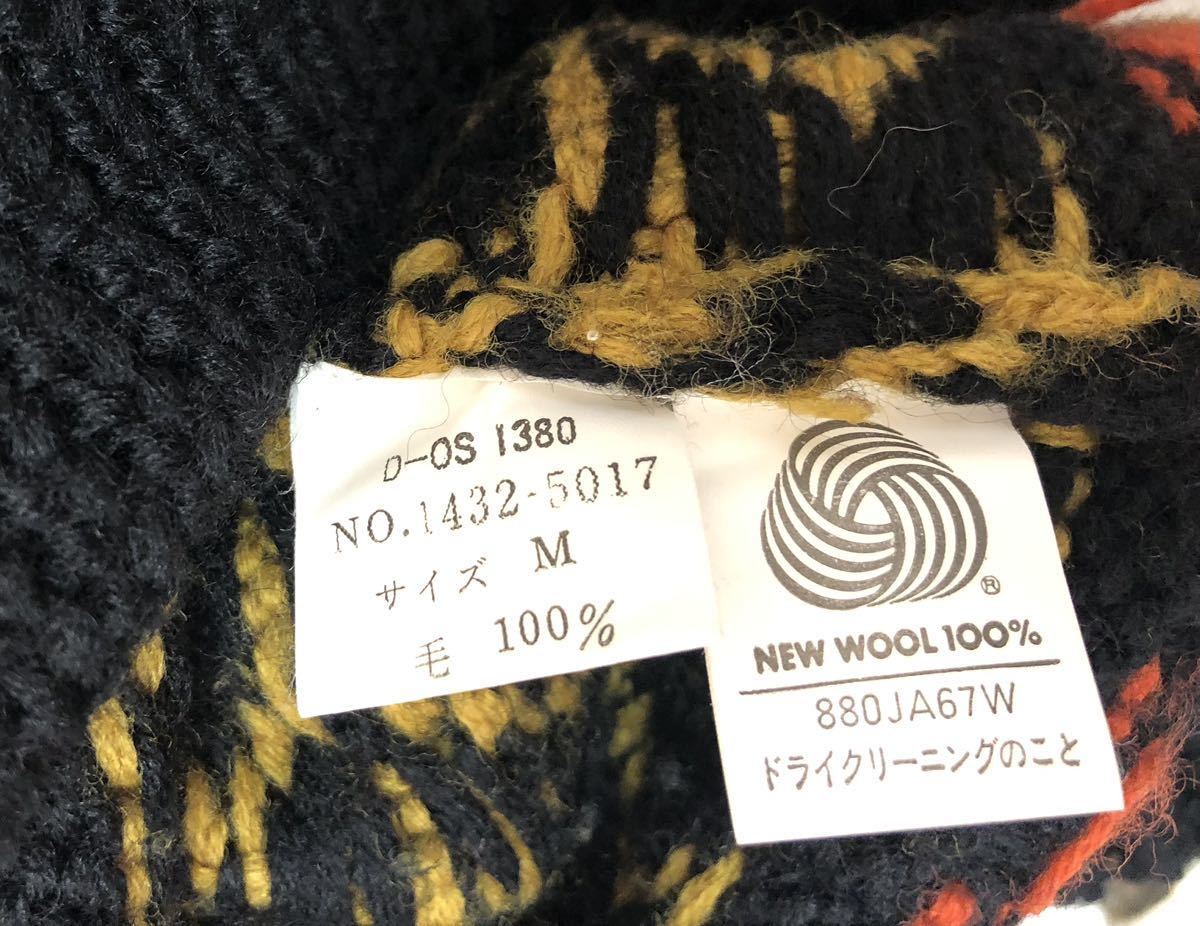 D-OS 1380
NO.1432-5017
サイズ M
毛 100%
®
NEW WOOL 100%
880JA67W
ドライクリーニングのこと